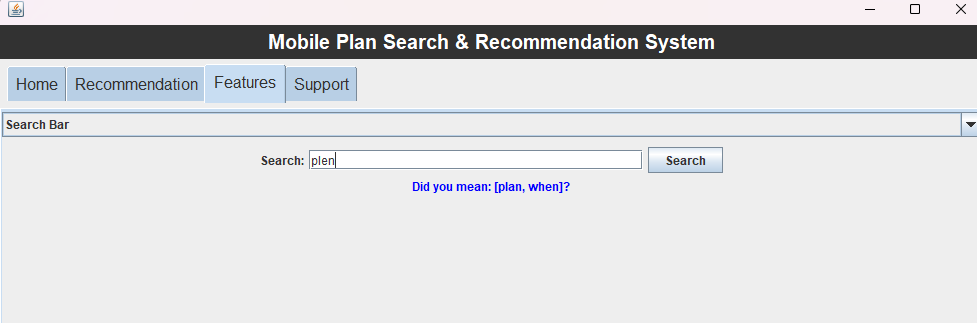 Mobile Plan Search & Recommendation System
Home Recommendation Features Support
Search Bar
Search: plen Search
Did you mean: [plan, when]?